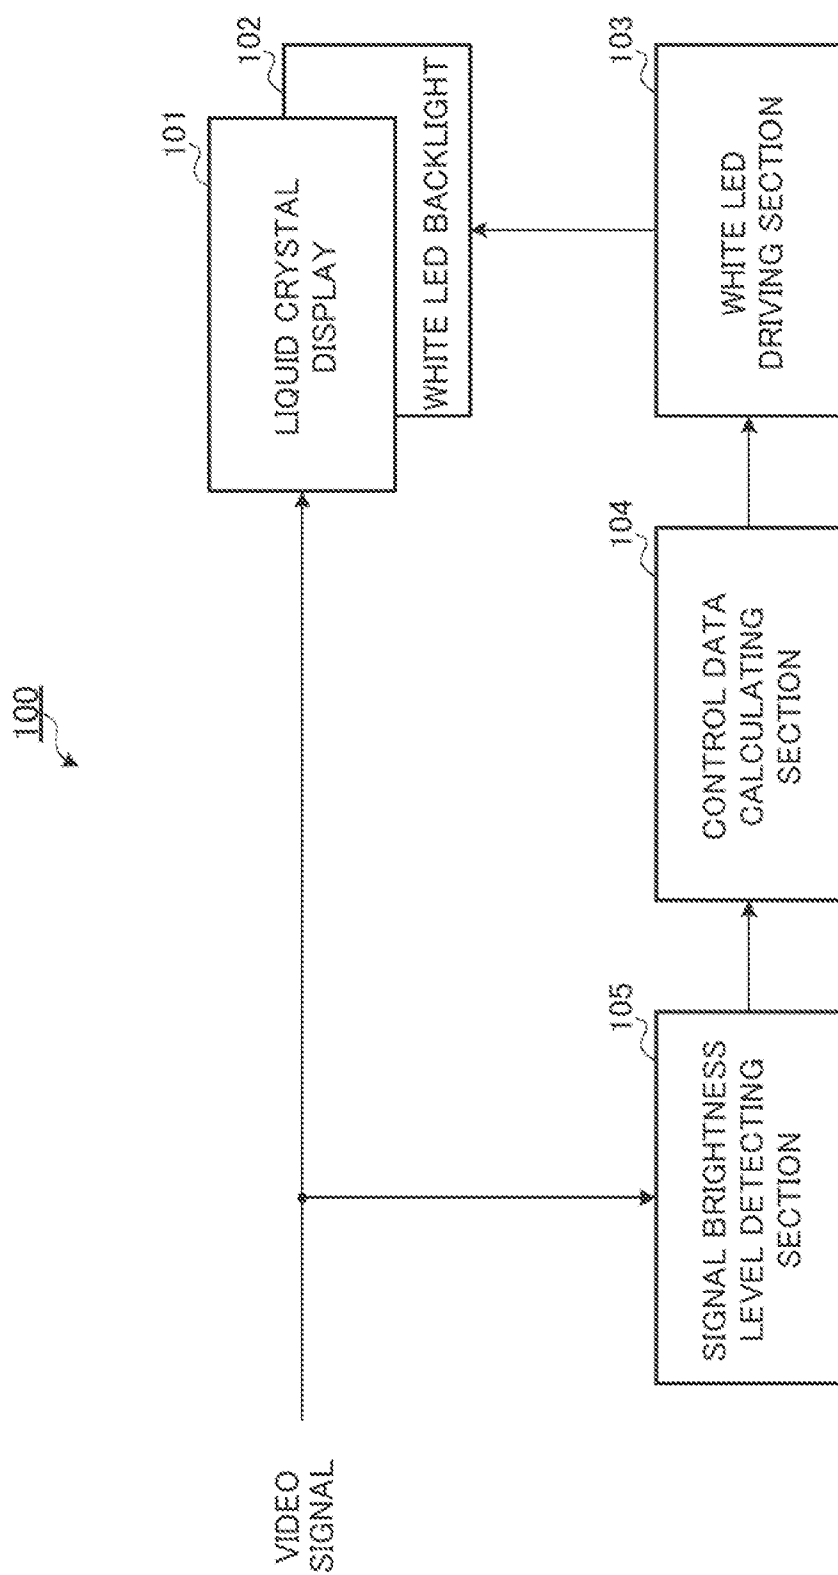 100
101
LIQUID CRYSTAL
DISPLAY
102
WHITE LED BACKLIGHT
VIDEO
SIGNAL
105
SIGNAL BRIGHTNESS
LEVEL DETECTING
SECTION
104
CONTROL DATA
CALCULATING
SECTION
103
WHITE LED
DRIVING SECTION